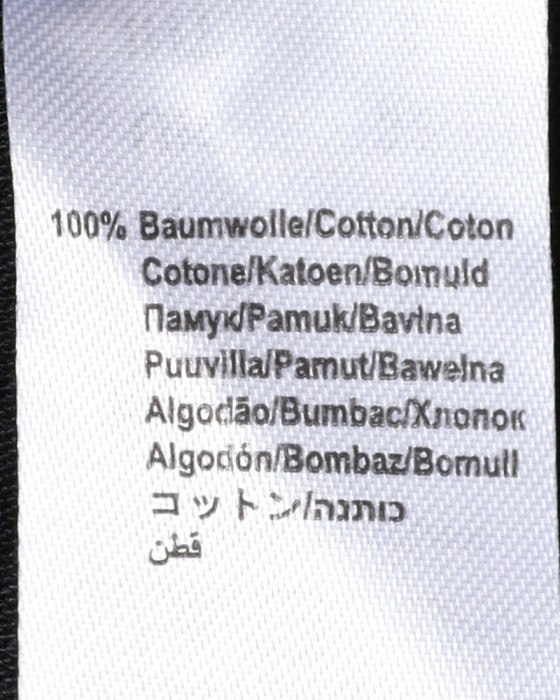 100% Baumwolle/Cotton/Coton
Cotone/Katoen/Bomuld
Памук/Pamuk/Bavlna
Puuvilla/Pamut/Bawełna
Algodão/Bumbac/Хлопок
Algodón/Bombaz/Bomull
コットン/כותנה
قطن